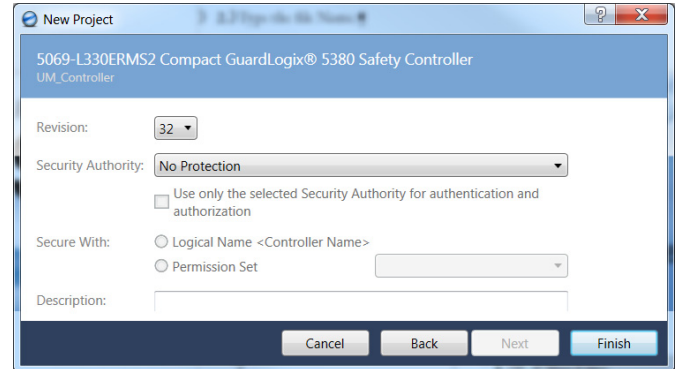 New Project
5069-L330ERMS2 Compact GuardLogix® 5380 Safety Controller
UM_Controller
Revision:
32
Security Authority:
No Protection
Use only the selected Security Authority for authentication and
authorization
Secure With:
Logical Name <Controller Name>
Permission Set
Description:
Cancel
Back
Next
Finish